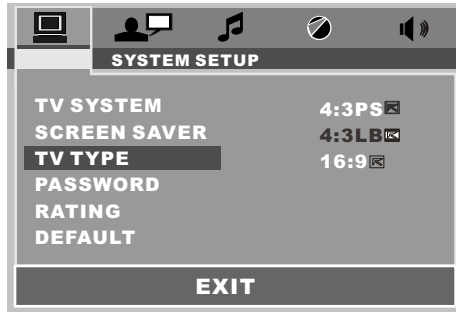 SYSTEM SETUP
TV SYSTEM 4:3PS
SCREEN SAVER 4:3LB
TV TYPE 16:9
PASSWORD
RATING
DEFAULT
EXIT